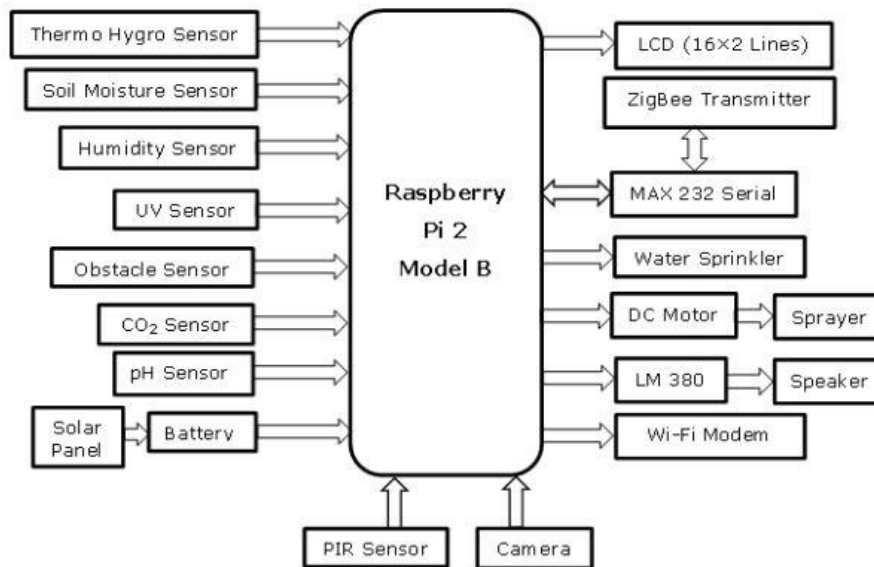 Thermo Hygro Sensor
Soil Moisture Sensor
Humidity Sensor
UV Sensor
Obstacle Sensor
CO₂ Sensor
pH Sensor
Solar
Panel
Battery
Raspberry
Pi 2
Model B
PIR Sensor
Camera
LCD (16×2 Lines)
ZigBee Transmitter
MAX 232 Serial
Water Sprinkler
DC Motor
Sprayer
LM 380
Speaker
Wi-Fi Modem